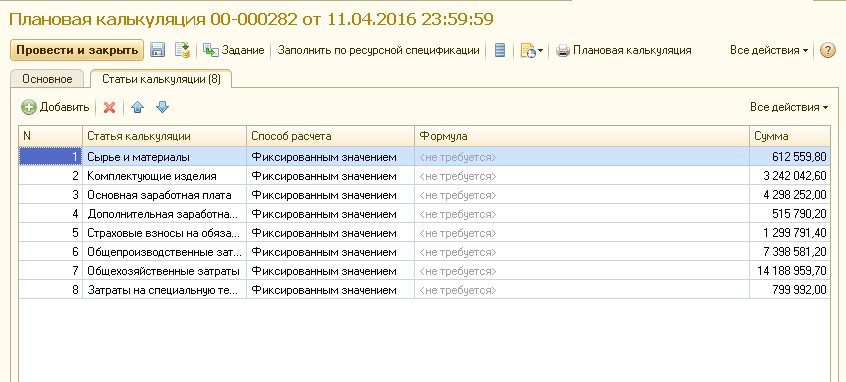 Плановая калькуляция 00-000282 от 11.04.2016 23:59:59
Провести и закрыть Задание Заполнить по ресурсной спецификации Плановая калькуляция Все действия ?
Основное Статьи калькуляции (8)
Добавить Все действия
N Статья калькуляции Способ расчета Формула Сумма
1 Сырье и материалы Фиксированным значением <не требуется> 612 559,80
2 Комплектующие изделия Фиксированным значением <не требуется> 3 242 042,60
3 Основная заработная плата Фиксированным значением <не требуется> 4 298 252,00
4 Дополнительная заработна... Фиксированным значением <не требуется> 515 790,20
5 Страховые взносы на обяза... Фиксированным значением <не требуется> 1 299 791,40
6 Общепроизводственные зат... Фиксированным значением <не требуется> 7 398 581,20
7 Общехозяйственные затраты Фиксированным значением <не требуется> 14 188 959,70
8 Затраты на специальную те... Фиксированным значением <не требуется> 799 992,00